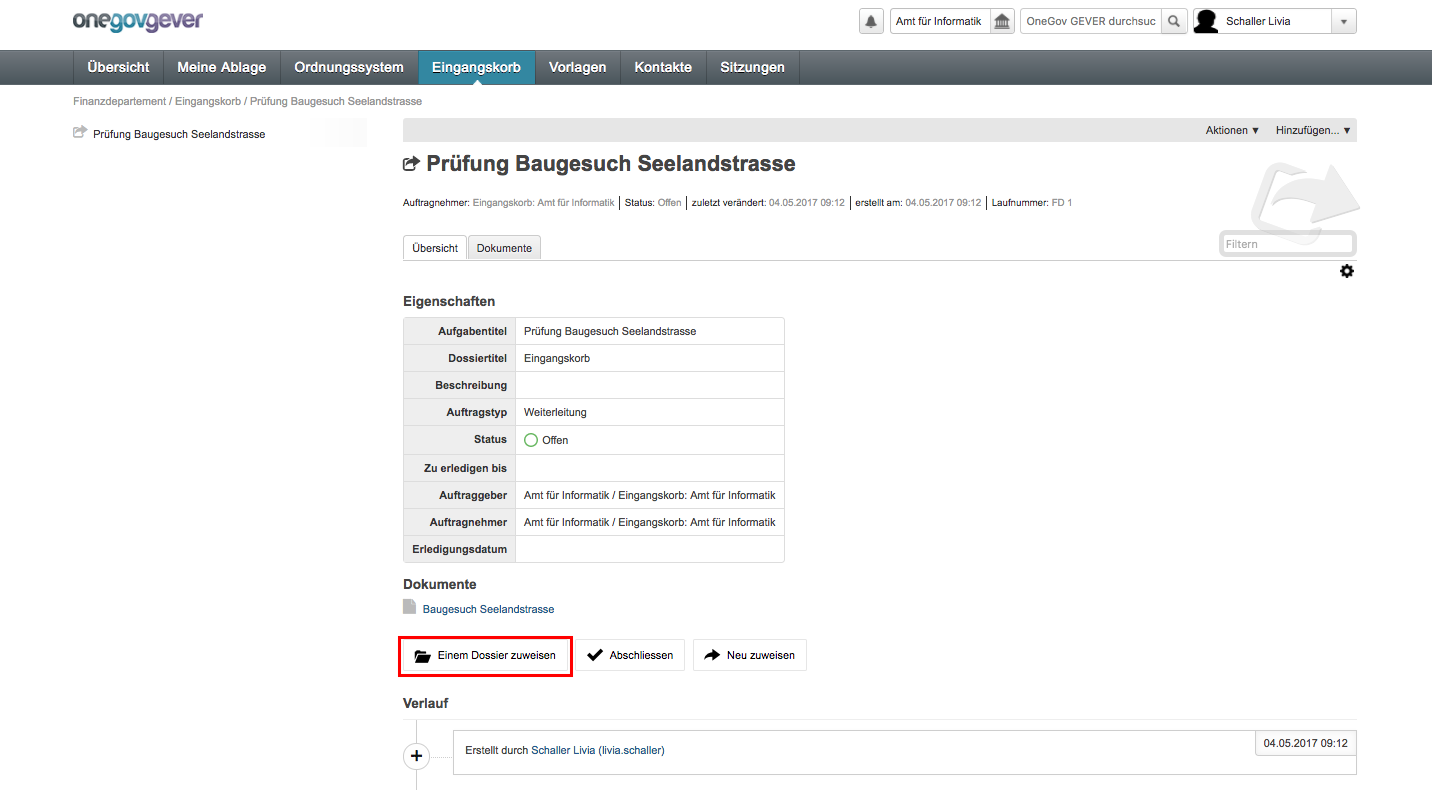 onegovgever
Amt für Informatik
OneGov GEVER durchsuc
Schaller Livia
Übersicht Meine Ablage Ordnungssystem Eingangskorb Vorlagen Kontakte Sitzungen
Finanzdepartement / Eingangskorb / Prüfung Baugesuch Seelandstrasse
Prüfung Baugesuch Seelandstrasse
Aktionen ▼ Hinzufügen... ▼
Prüfung Baugesuch Seelandstrasse
Auftragnehmer: Eingangskorb: Amt für Informatik | Status: Offen | zuletzt verändert: 04.05.2017 09:12 | erstellt am: 04.05.2017 09:12 | Laufnummer: FD 1
Übersicht Dokumente
Filtern
Eigenschaften
Aufgabentitel Prüfung Baugesuch Seelandstrasse
Dossiertitel Eingangskorb
Beschreibung
Auftragstyp Weiterleitung
Status Offen
Zu erledigen bis
Auftraggeber Amt für Informatik / Eingangskorb: Amt für Informatik
Auftragnehmer Amt für Informatik / Eingangskorb: Amt für Informatik
Erledigungsdatum
Dokumente
Baugesuch Seelandstrasse
Einem Dossier zuweisen Abschliessen Neu zuweisen
Verlauf
Erstellt durch Schaller Livia (livia.schaller) 04.05.2017 09:12